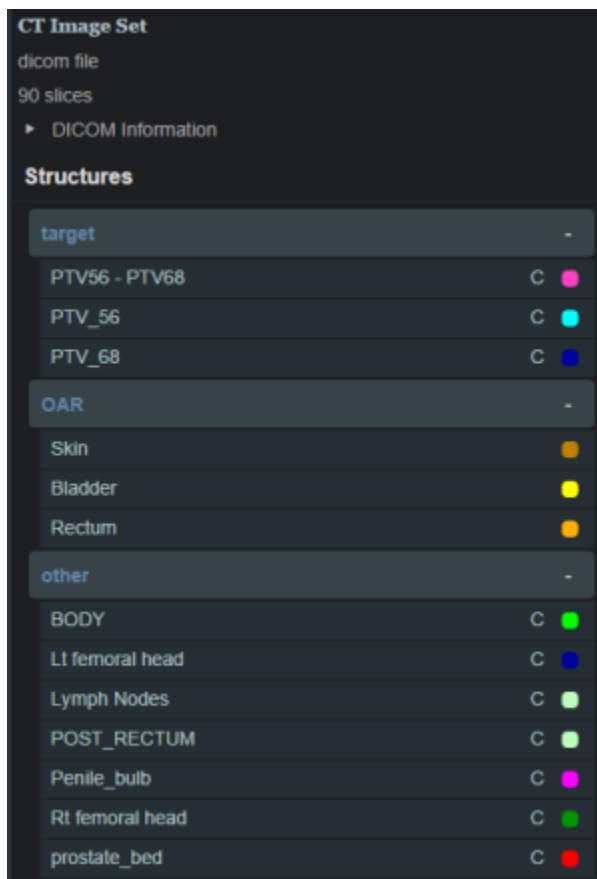 CT Image Set
dicom file
90 slices
▸ DICOM Information
Structures
target -
PTV56 - PTV68 C
PTV_56 C
PTV_68 C
OAR -
Skin
Bladder
Rectum
other -
BODY C
Lt femoral head C
Lymph Nodes C
POST_RECTUM C
Penile_bulb C
Rt femoral head C
prostate_bed C